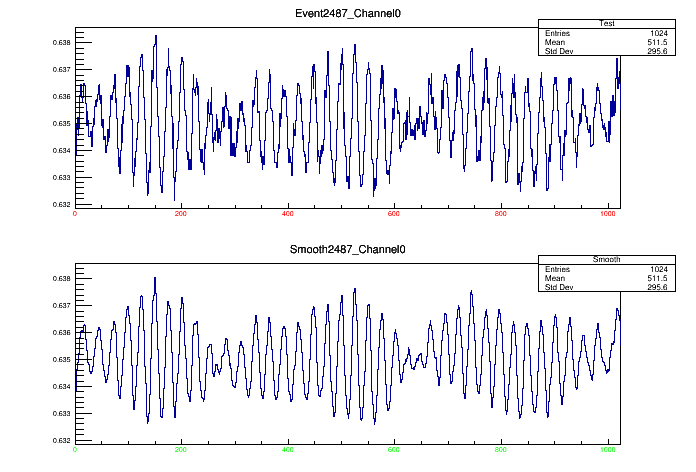 Event2487_Channel0
Test
Entries 1024
Mean 511.5
Std Dev 295.6
0.638
0.637
0.636
0.635
0.634
0.633
0.632
0 200 400 600 800 1000
Smooth2487_Channel0
Smooth
Entries 1024
Mean 511.5
Std Dev 295.6
0.638
0.637
0.636
0.635
0.634
0.633
0.632
0 200 400 600 800 1000